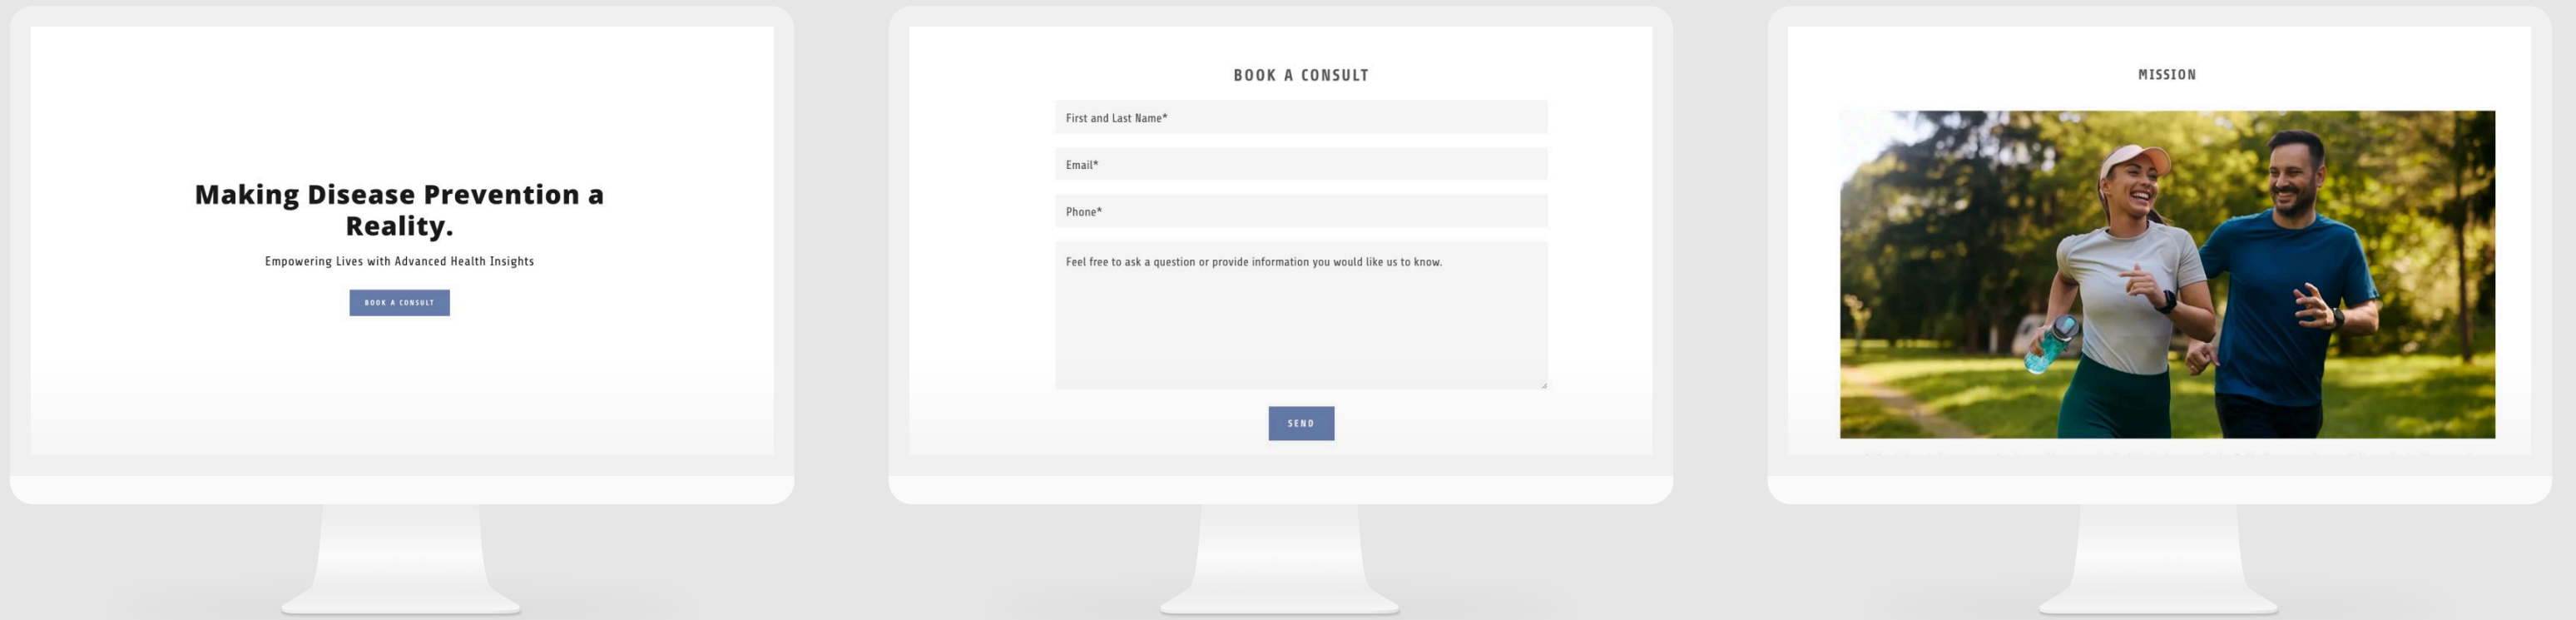 Making Disease Prevention a
Reality.
Empowering Lives with Advanced Health Insights
BOOK A CONSULT
BOOK A CONSULT
First and Last Name*
Email*
Phone*
Feel free to ask a question or provide information you would like us to know.
SEND
MISSION